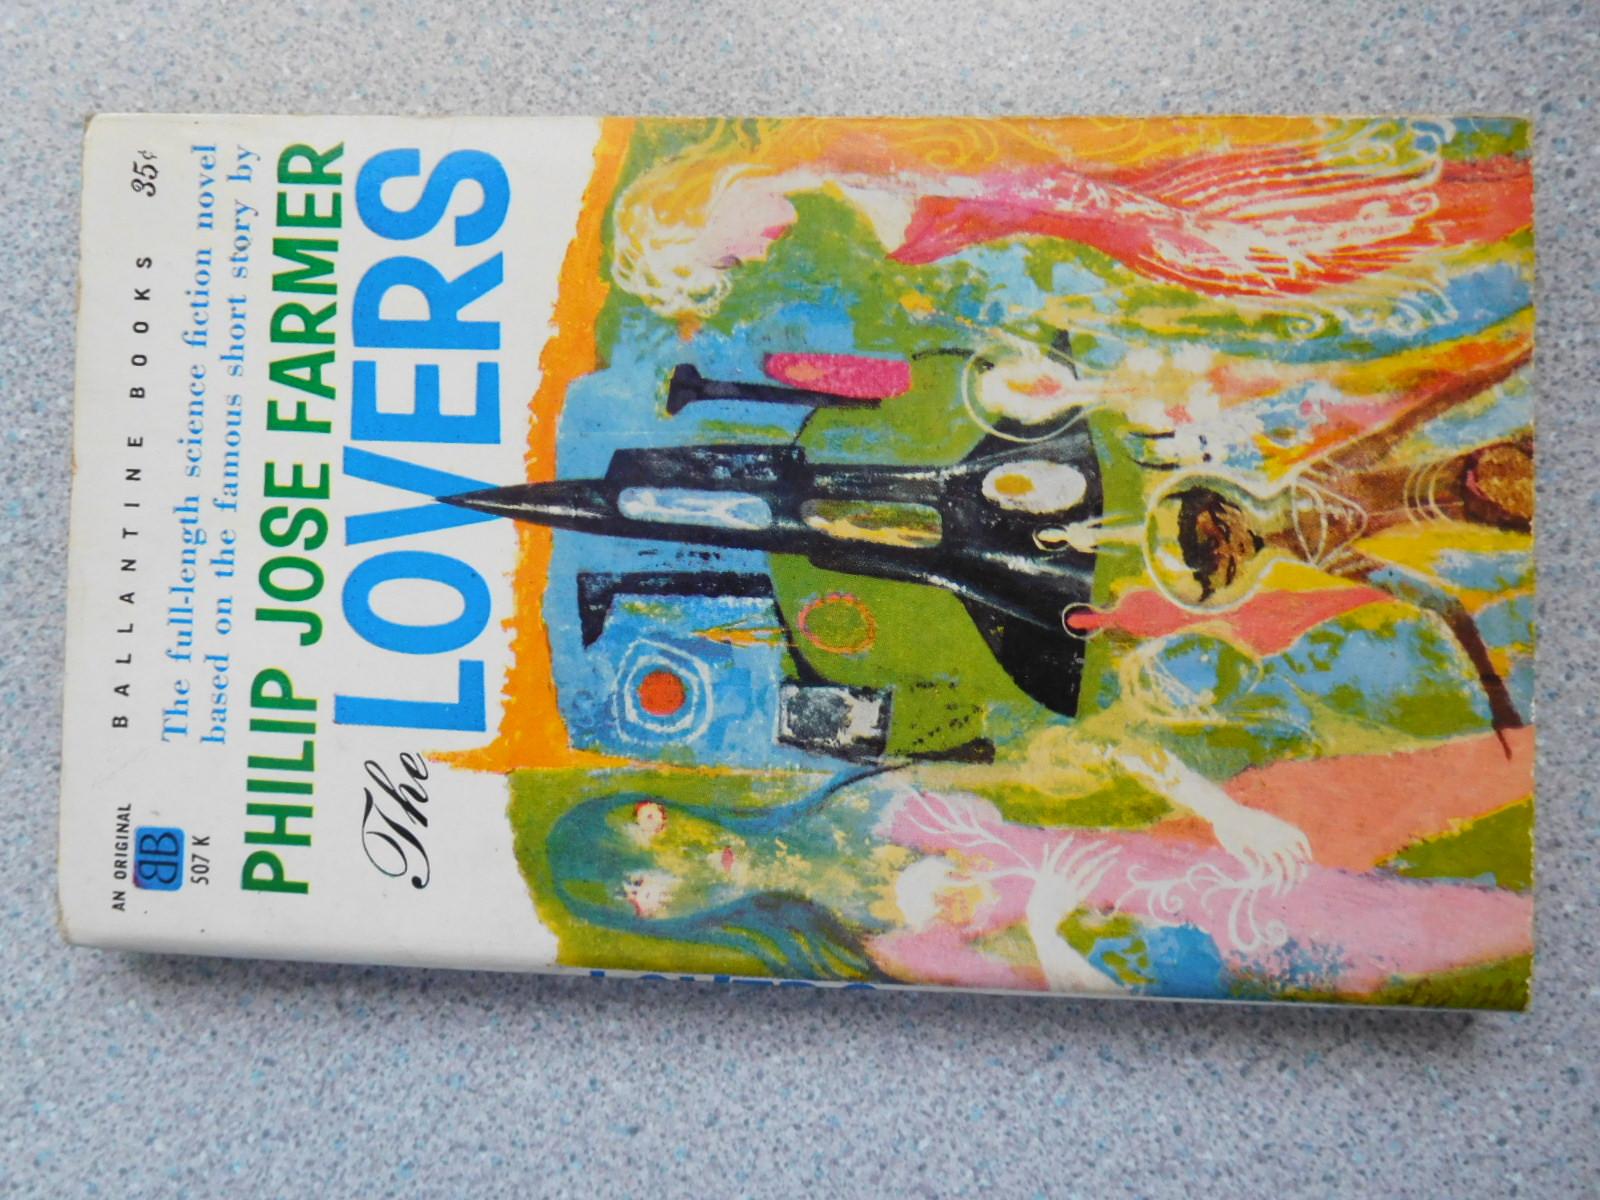 AN ORIGINAL
BB
507 K
BALLANTINE BOOKS 35¢
The full-length science fiction novel
based on the famous short story by
PHILIP JOSE FARMER
The LOVERS